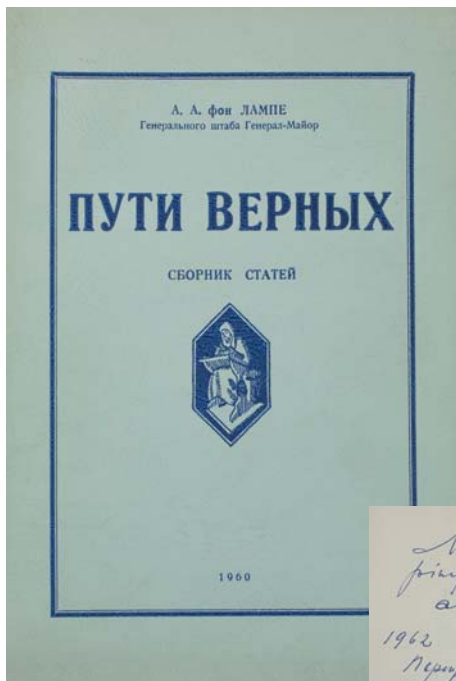 А. А. фон ЛАМПЕ
Генерального штаба Генерал-Майор
ПУТИ ВЕРНЫХ
СБОРНИК СТАТЕЙ
1960
1962